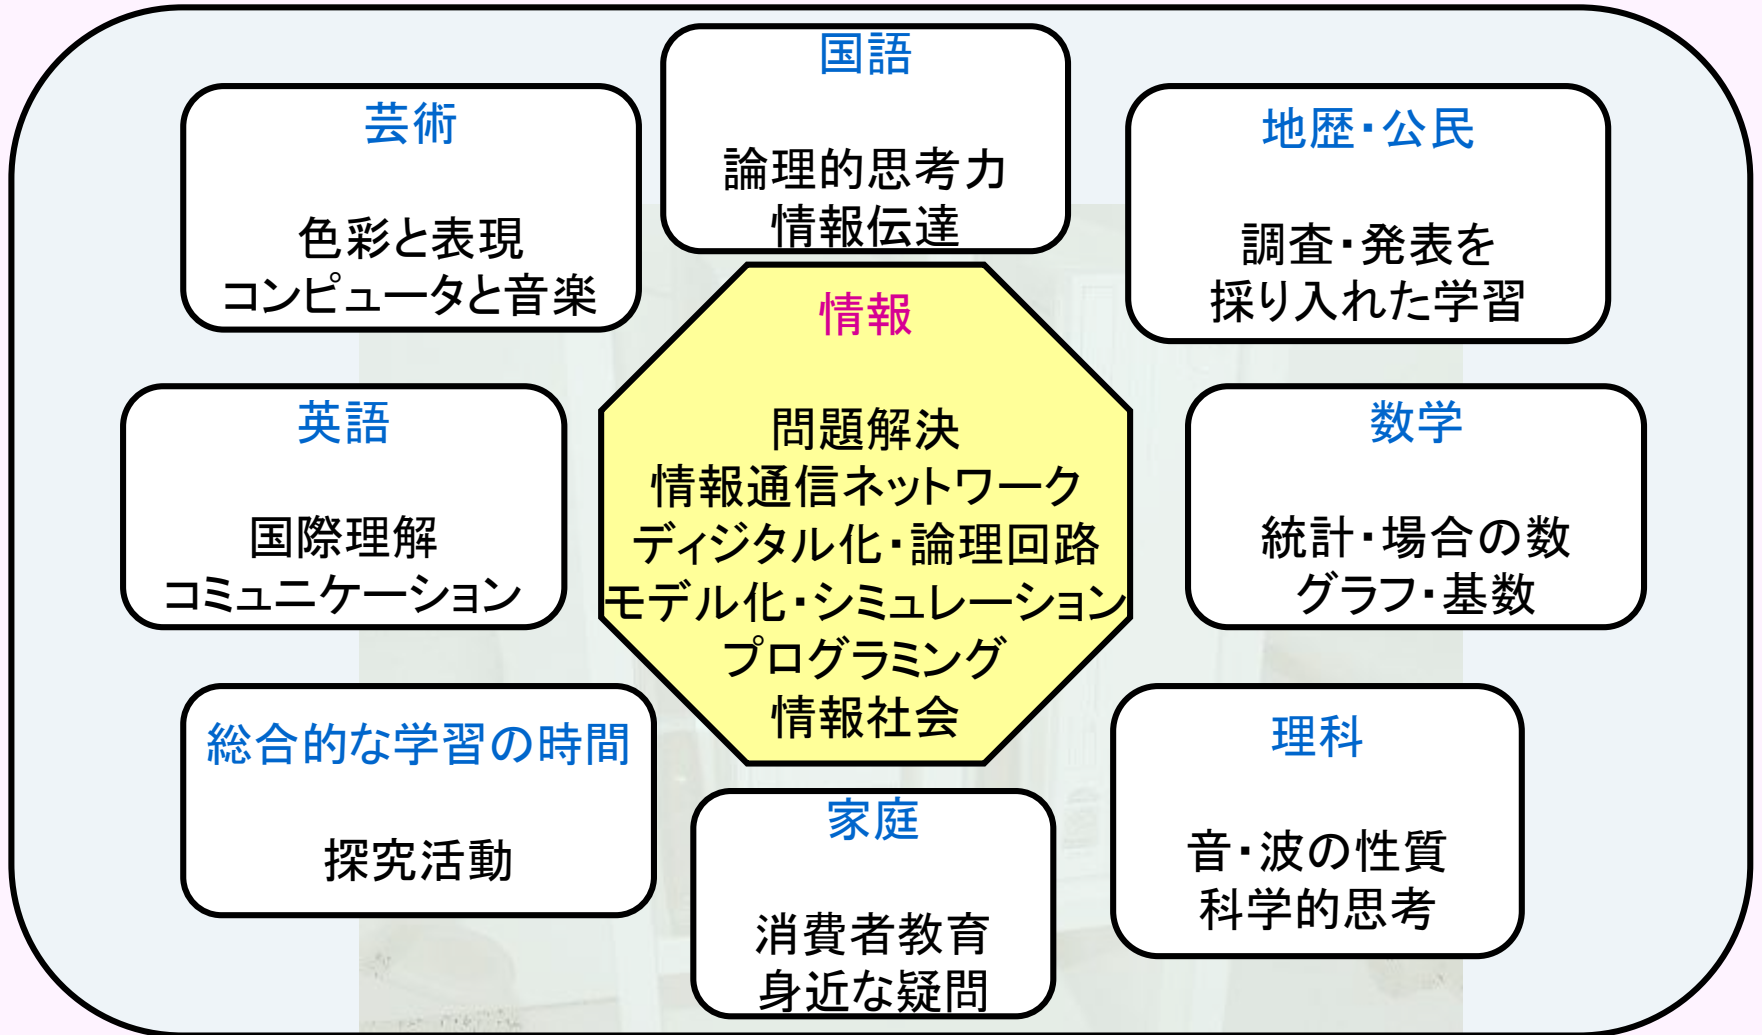 国語
論理的思考力
情報伝達
芸術
色彩と表現
コンピュータと音楽
地歴・公民
調査・発表を
採り入れた学習
情報
問題解決
情報通信ネットワーク
ディジタル化・論理回路
モデル化・シミュレーション
プログラミング
情報社会
英語
国際理解
コミュニケーション
数学
統計・場合の数
グラフ・基数
総合的な学習の時間
探究活動
家庭
消費者教育
身近な疑問
理科
音・波の性質
科学的思考